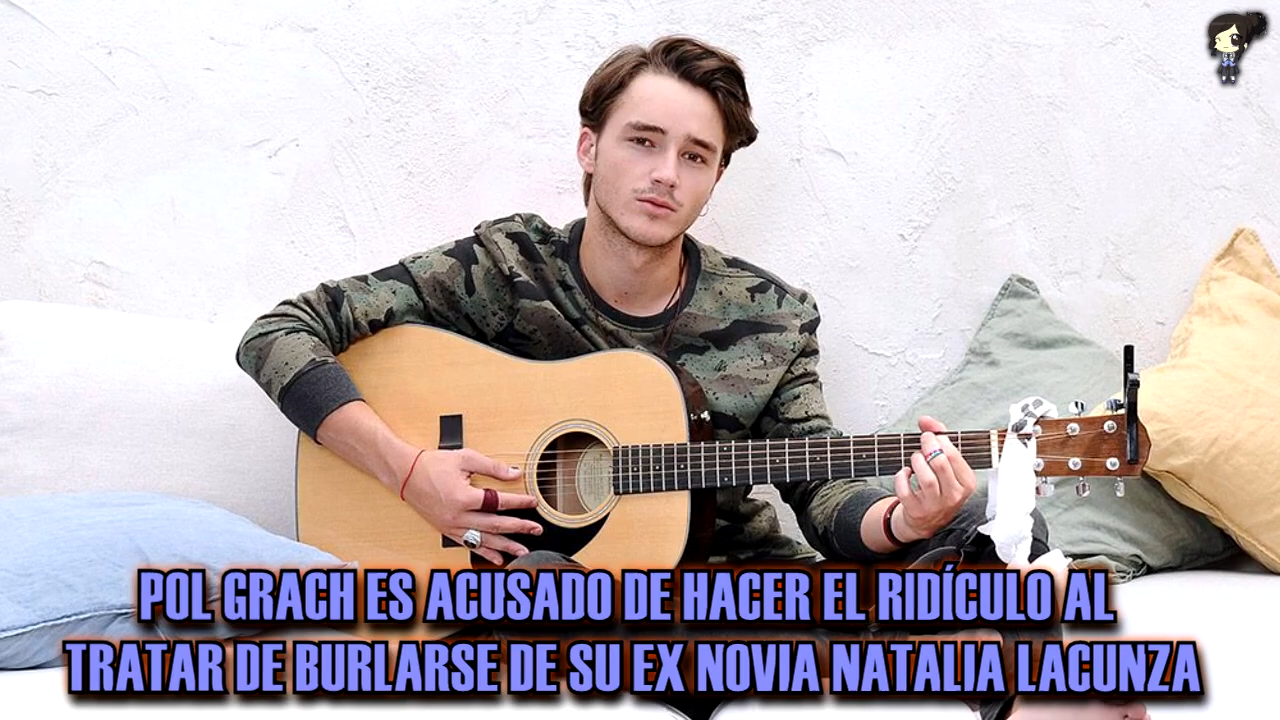 POL GRACH ES ACUSADO DE HACER EL RIDÍCULO AL
TRATAR DE BURLARSE DE SU EX NOVIA NATALIA LACUNZA